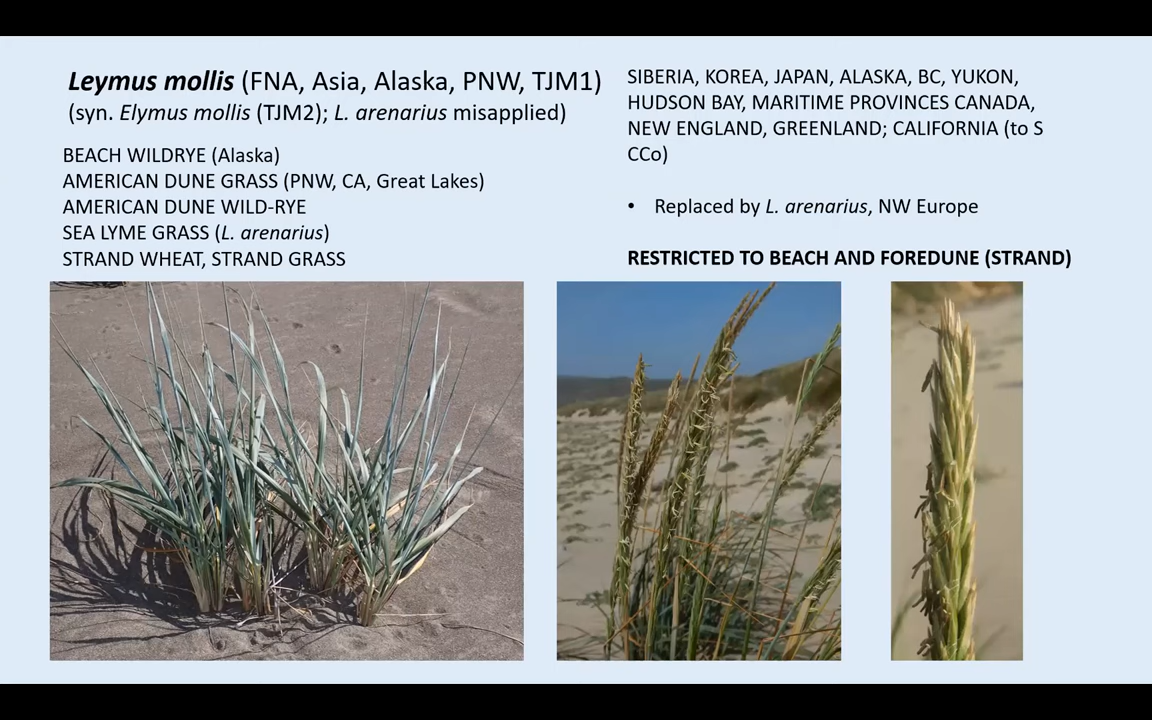 Leymus mollis (FNA, Asia, Alaska, PNW, TJM1)
(syn. Elymus mollis (TJM2); L. arenarius misapplied)
BEACH WILDRYE (Alaska)
AMERICAN DUNE GRASS (PNW, CA, Great Lakes)
AMERICAN DUNE WILD-RYE
SEA LYME GRASS (L. arenarius)
STRAND WHEAT, STRAND GRASS
SIBERIA, KOREA, JAPAN, ALASKA, BC, YUKON,
HUDSON BAY, MARITIME PROVINCES CANADA,
NEW ENGLAND, GREENLAND; CALIFORNIA (to S
CCo)
• Replaced by L. arenarius, NW Europe
RESTRICTED TO BEACH AND FOREDUNE (STRAND)